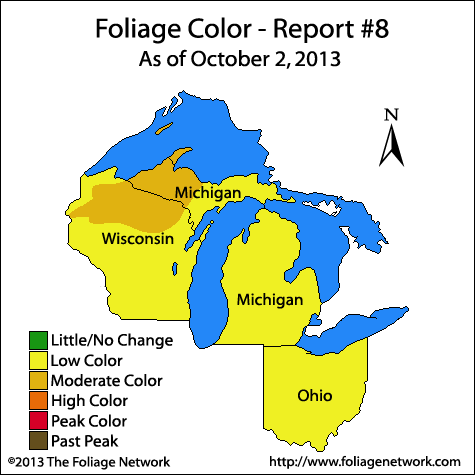 Foliage Color - Report #8
As of October 2, 2013
N
Michigan
Wisconsin
Michigan
Ohio
Little/No Change
Low Color
Moderate Color
High Color
Peak Color
Past Peak
©2013 The Foliage Network
http://www.foliagenetwork.com